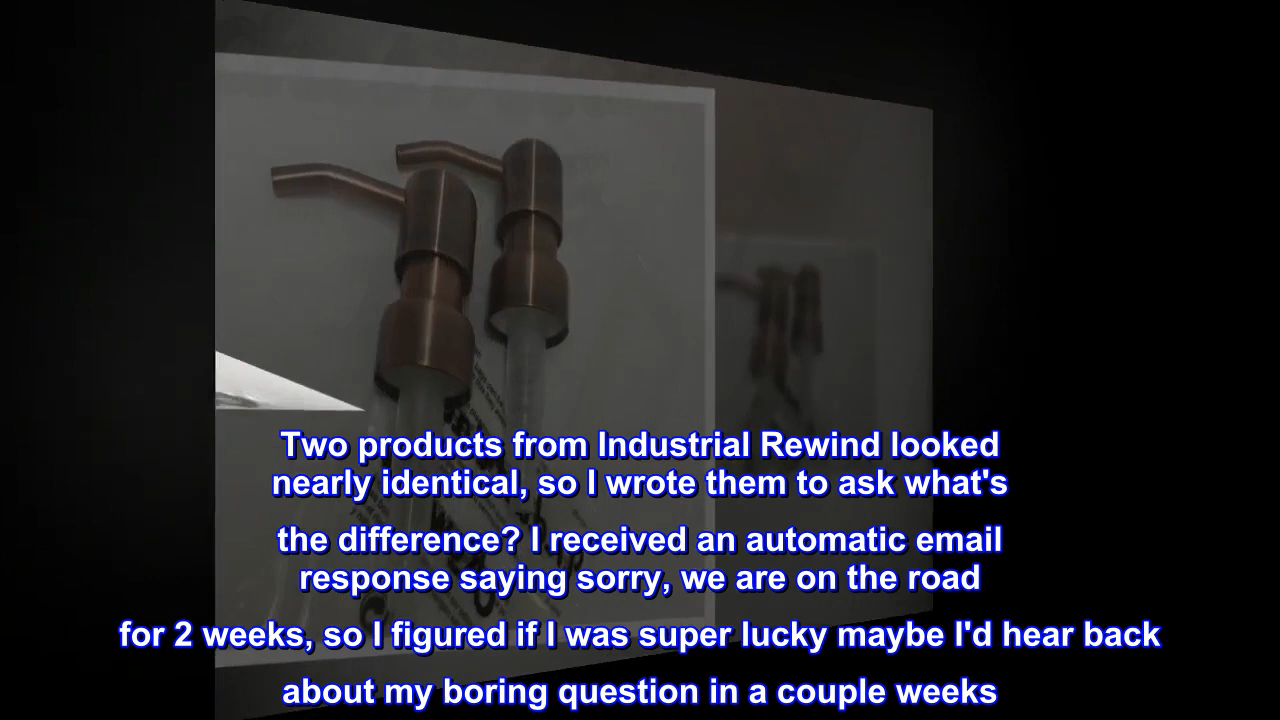 Two products from Industrial Rewind looked
nearly identical, so I wrote them to ask what's
the difference? I received an automatic email
response saying sorry, we are on the road
for 2 weeks, so I figured if I was super lucky maybe I'd hear back
about my boring question in a couple weeks